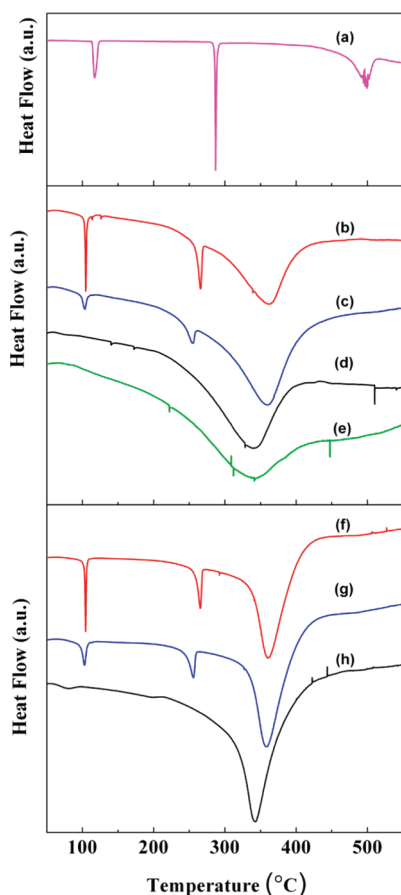 (a)
Heat Flow (a.u.)
(b)
(c)
Heat Flow (a.u.)
(d)
(e)
(f)
(g)
Heat Flow (a.u.)
(h)
100 200 300 400 500
Temperature (°C)